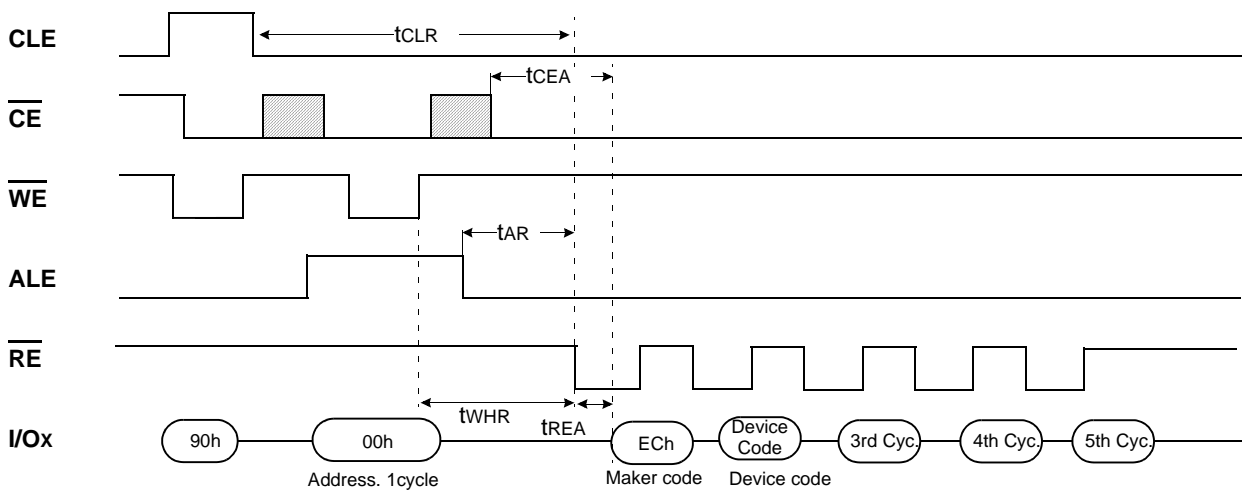 CLE
tCLR
tCEA
CE
WE
tAR
ALE
RE
tWHR
tREA
I/Ox
90h
00h
ECh
Device
Code
3rd Cyc.
4th Cyc.
5th Cyc.
Address. 1cycle
Maker code
Device code